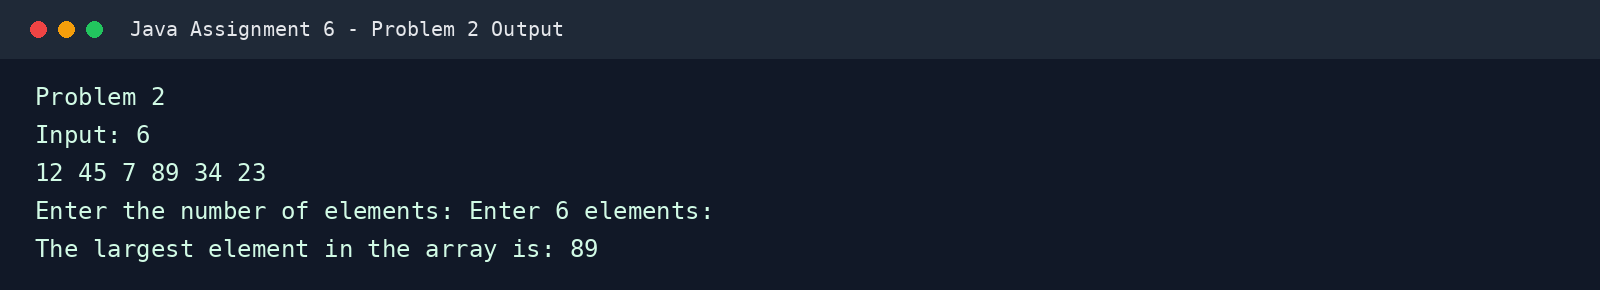 Java Assignment 6 - Problem 2 Output
Problem 2
Input: 6
12 45 7 89 34 23
Enter the number of elements: Enter 6 elements:
The largest element in the array is: 89